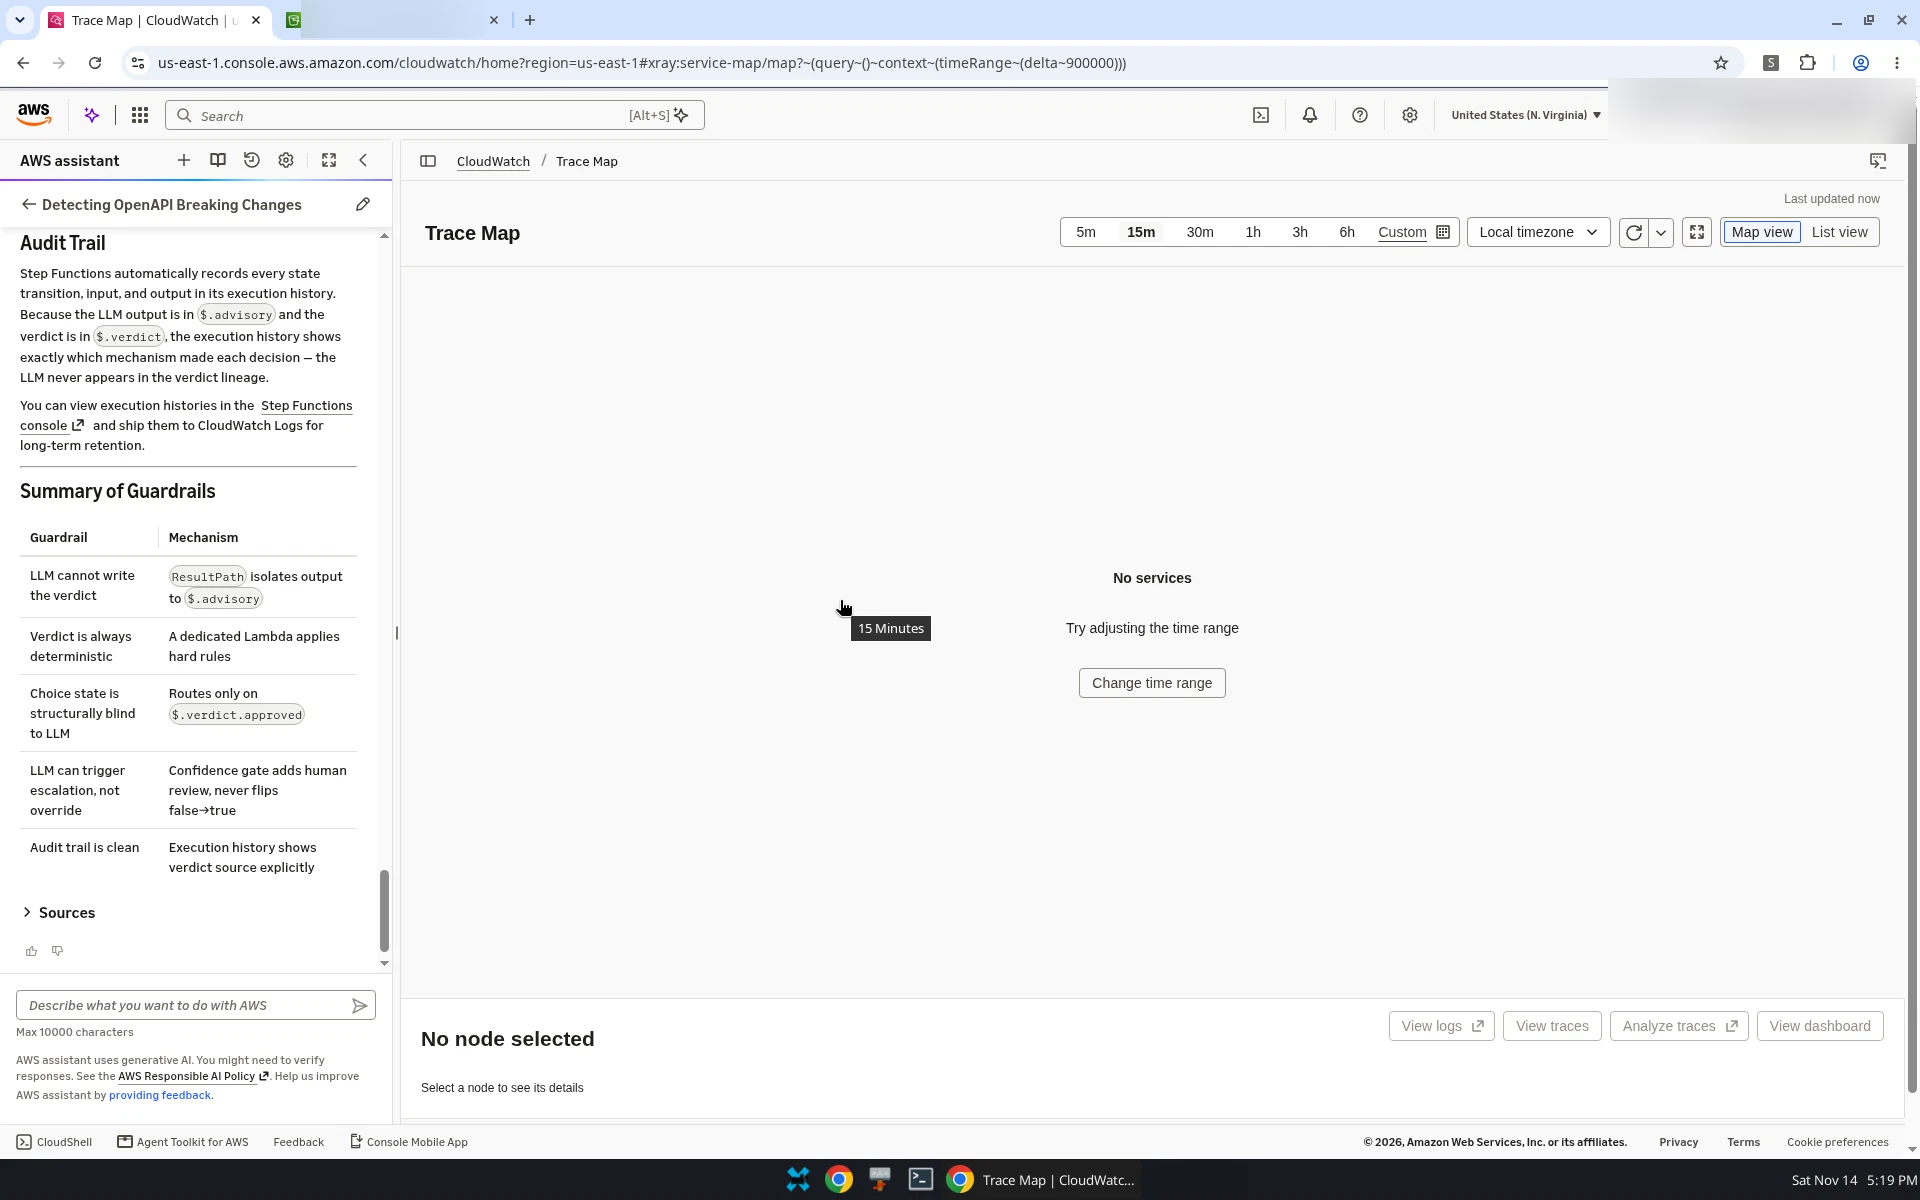 Trace Map | CloudWatch | u
us-east-1.console.aws.amazon.com/cloudwatch/home?region=us-east-1#xray:service-map/map?~(query~()~context~(timeRange~(delta~900000)))
S
aws
Search
[Alt+S]
United States (N. Virginia)
AWS assistant
CloudWatch / Trace Map
Detecting OpenAPI Breaking Changes
Last updated now
Trace Map
5m 15m 30m 1h 3h 6h Custom
Local timezone
Map view List view
Audit Trail
Step Functions automatically records every state
transition, input, and output in its execution history.
Because the LLM output is in $.advisory and the
verdict is in $.verdict, the execution history shows
exactly which mechanism made each decision — the
LLM never appears in the verdict lineage.
You can view execution histories in the Step Functions
console and ship them to CloudWatch Logs for
long-term retention.
Summary of Guardrails
Guardrail Mechanism
LLM cannot write
the verdict
ResultPath isolates output
to $.advisory
Verdict is always
deterministic
A dedicated Lambda applies
hard rules
Choice state is
structurally blind
to LLM
Routes only on
$.verdict.approved
LLM can trigger
escalation, not
override
Confidence gate adds human
review, never flips
false→true
Audit trail is clean
Execution history shows
verdict source explicitly
Sources
Describe what you want to do with AWS
Max 10000 characters
AWS assistant uses generative AI. You might need to verify
responses. See the AWS Responsible AI Policy. Help us improve
AWS assistant by providing feedback.
15 Minutes
No services
Try adjusting the time range
Change time range
No node selected
View logs View traces Analyze traces View dashboard
Select a node to see its details
CloudShell Agent Toolkit for AWS Feedback Console Mobile App
© 2026, Amazon Web Services, Inc. or its affiliates. Privacy Terms Cookie preferences
Trace Map | CloudWatc...
Sat Nov 14 5:19 PM